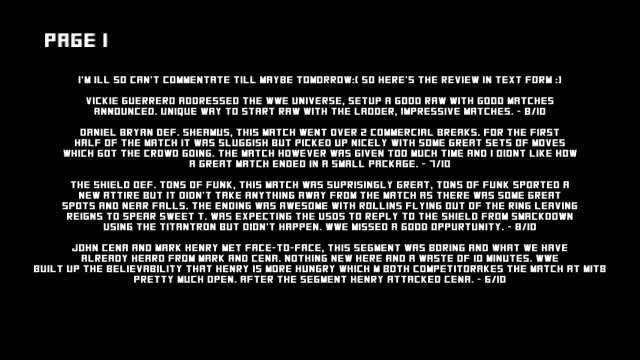 PAGE 1
I'M ILL SO CAN'T COMMENTATE TILL MAYBE TOMORROW:( SO HERE'S THE REVIEW IN TEXT FORM :)
VICKIE GUERRERO ADDRESSED THE WWE UNIVERSE, SETUP A GOOD RAW WITH GOOD MATCHES
ANNOUNCED. UNIQUE WAY TO START RAW WITH THE LADDER, IMPRESSIVE MATCHES. - 8/10
DANIEL BRYAN DEF. SHEAMUS, THIS MATCH WENT OVER 2 COMMERCIAL BREAKS. FOR THE FIRST
HALF OF THE MATCH IT WAS SLUGGISH BUT PICKED UP NICELY WITH SOME GREAT SETS OF MOVES
WHICH GOT THE CROWD GOING. THE MATCH HOWEVER WAS GIVEN TOO MUCH TIME AND I DIDNT LIKE HOW
A GREAT MATCH ENDED IN A SMALL PACKAGE. - 7/10
THE SHIELD DEF. TONS OF FUNK, THIS MATCH WAS SUPRISINGLY GREAT, TONS OF FUNK SPORTED A
NEW ATTIRE BUT IT DIDN'T TAKE ANYTHING AWAY FROM THE MATCH AS THERE WAS SOME GREAT
SPOTS AND NEAR FALLS. THE ENDING WAS AWESOME WITH ROLLINS FLYING OUT OF THE RING LEAVING
REIGNS TO SPEAR SWEET T. WAS EXPECTING THE USOS TO REPLY TO THE SHIELD FROM SMACKDOWN
USING THE TITANTRON BUT DIDN'T HAPPEN. WWE MISSED A GOOD OPPURTUNITY. - 8/10
JOHN CENA AND MARK HENRY MET FACE-TO-FACE, THIS SEGMENT WAS BORING AND WHAT WE HAVE
ALREADY HEARD FROM MARK AND CENA. NOTHING NEW HERE AND A WASTE OF 10 MINUTES. WWE
BUILT UP THE BELIEVABILITY THAT HENRY IS MORE HUNGRY WHICH M BOTH COMPETITORAKES THE MATCH AT MITB
PRETTY MUCH OPEN. AFTER THE SEGMENT HENRY ATTACKED CENA. - 6/10